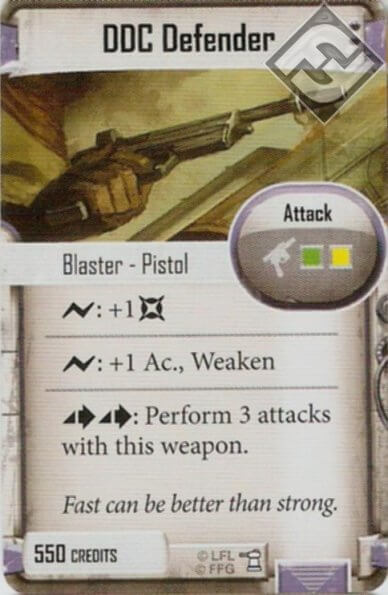 DDC Defender
Attack
Blaster - Pistol
: +1
: +1 Ac., Weaken
: Perform 3 attacks
with this weapon.
Fast can be better than strong.
550 CREDITS
© LFL
© FFG